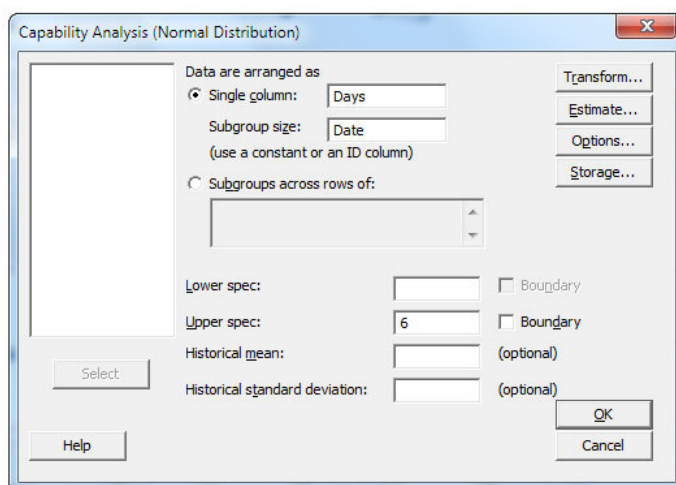 Capability Analysis (Normal Distribution)
Data are arranged as
Single column: Days
Subgroup size: Date
(use a constant or an ID column)
Subgroups across rows of:
Transform...
Estimate...
Options...
Storage...
Lower spec: Boundary
Upper spec: 6 Boundary
Historical mean: (optional)
Historical standard deviation: (optional)
Select
OK
Help
Cancel